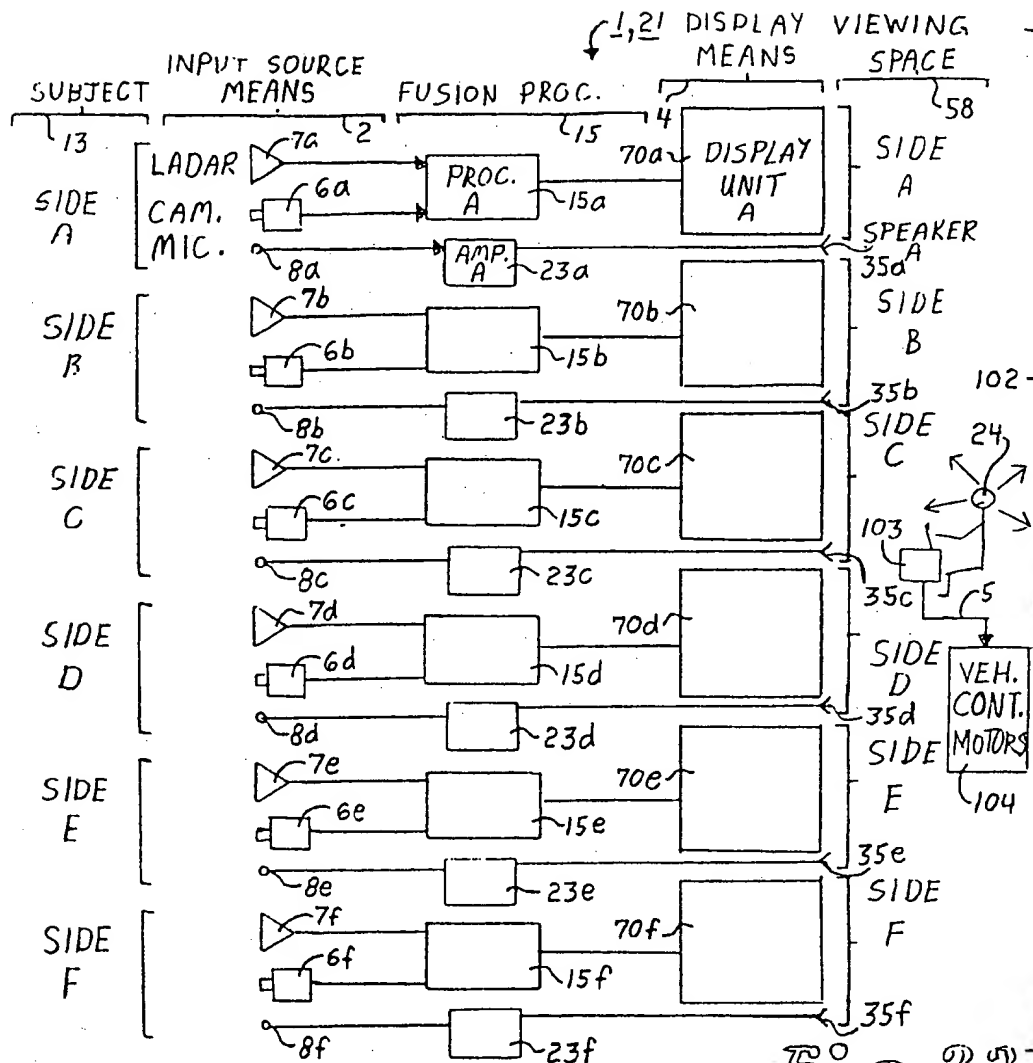 1,21 DISPLAY VIEWING
INPUT SOURCE MEANS SPACE
SUBJECT MEANS FUSION PROC.
13 2 15 4 58
7a
LADAR 70a DISPLAY SIDE
SIDE PROC. UNIT A
A CAM. 6a A 15a A
MIC. SPEAKER
8a AMP. A
A 23a 35a
7b
SIDE 70b SIDE
B 6b 15b B
102
8b 23b 35b
7c SIDE
SIDE 70c C 24
C 6c 15c
103
8c 23c 35c 5
7d
SIDE 70d SIDE
D 6d 15d D VEH.
CONT.
8d 23d 35d MOTORS
7e SIDE
SIDE 70e E 104
E 6e 15e
8e 23e 35e
7f SIDE
SIDE 70f F
F 6f 15f
8f 23f 35f